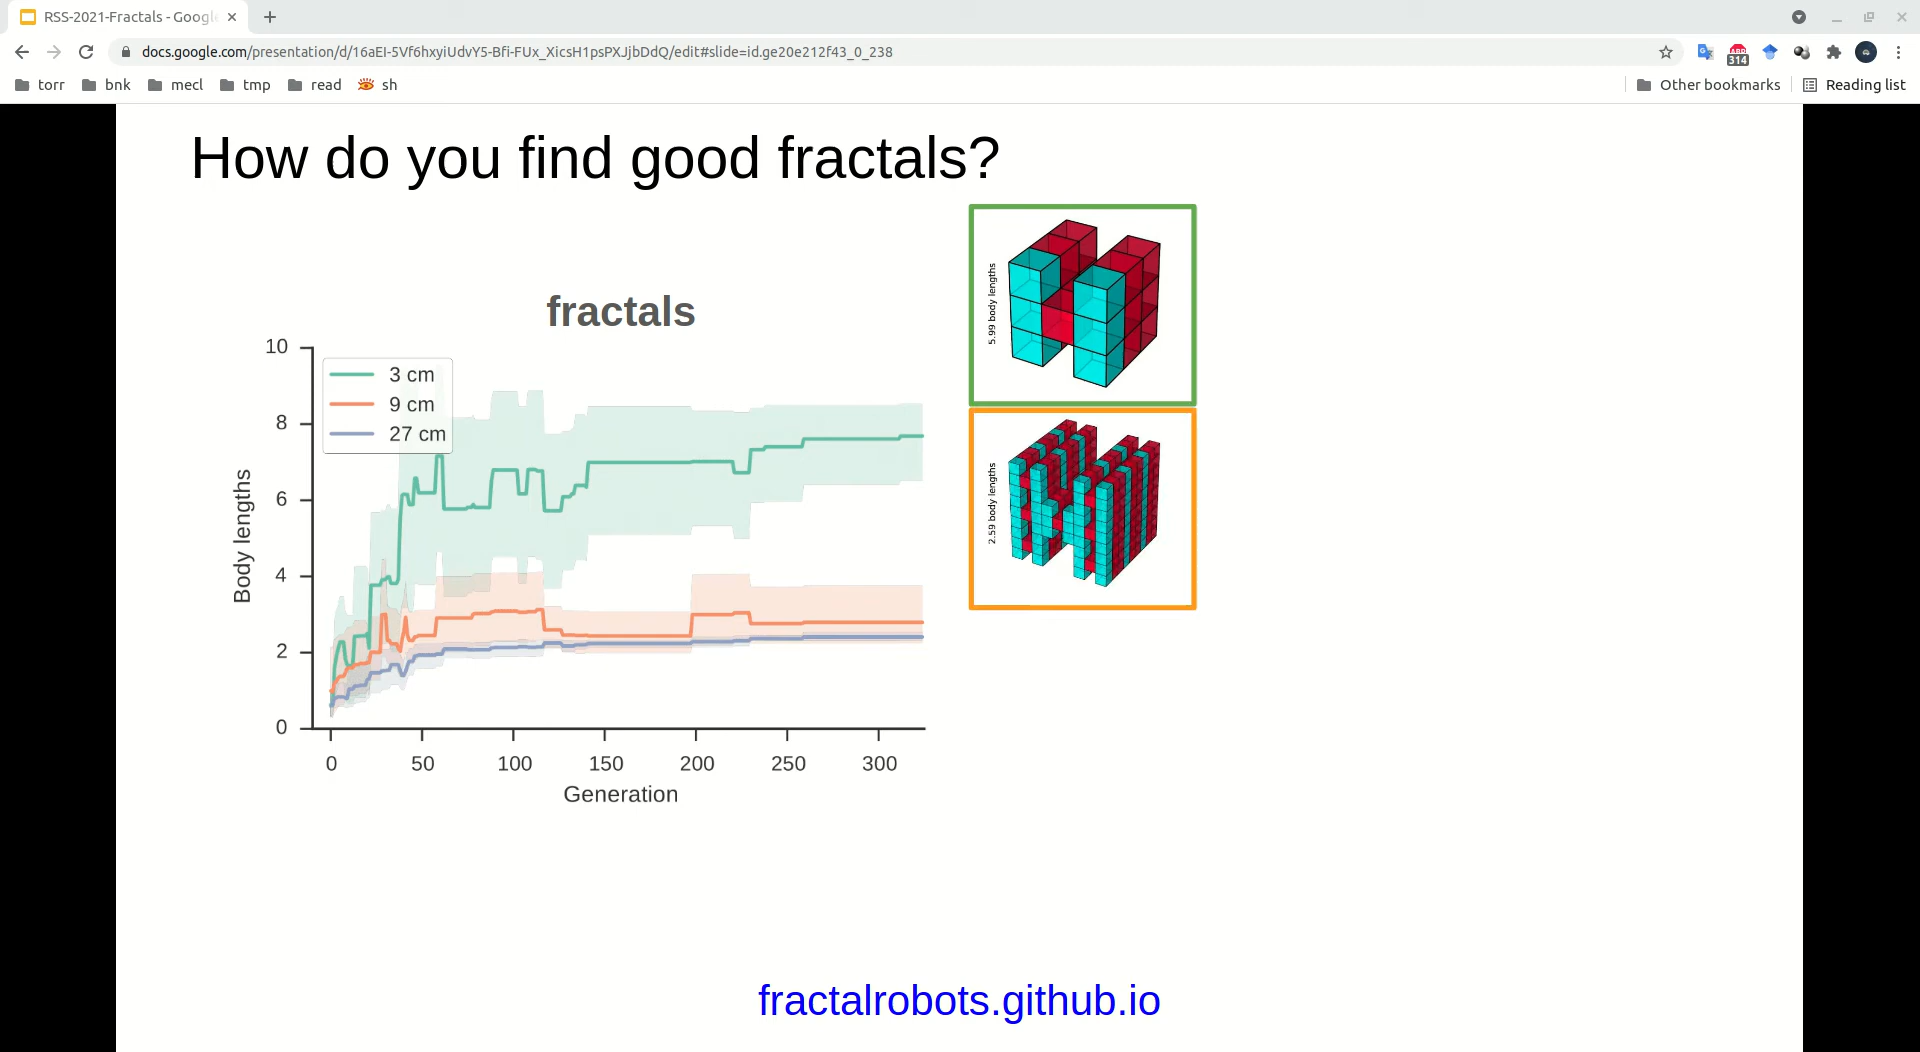 RSS-2021-Fractals - Google
docs.google.com/presentation/d/16aEI-5Vf6hxyiUdvY5-Bfi-FUx_XicsH1psPXJjbDdQ/edit#slide=id.ge20e212f43_0_238
314
torr bnk mecl tmp read sh Other bookmarks Reading list
How do you find good fractals?
fractals
10
8
6
4
2
0
Body lengths
3 cm
9 cm
27 cm
0 50 100 150 200 250 300
Generation
5.99 body lengths
2.59 body lengths
fractalrobots.github.io